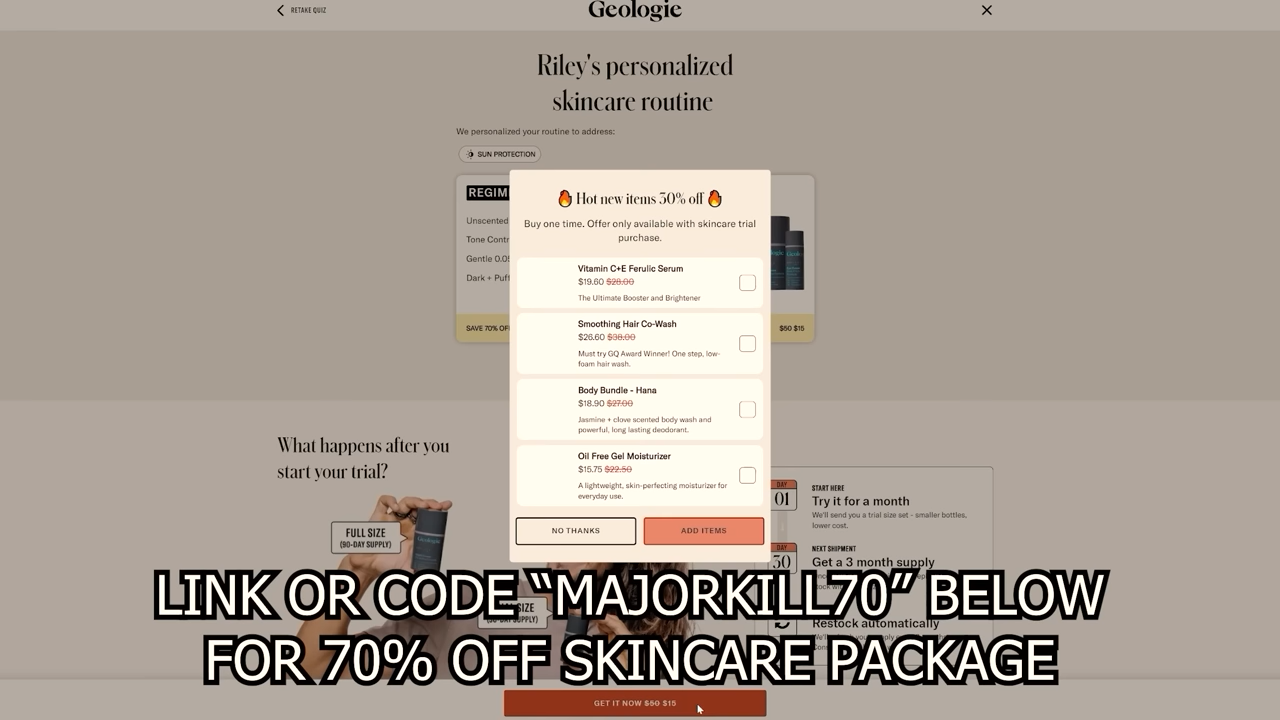 RETAKE QUIZ
Geologie
Riley's personalized
skincare routine
We personalized your routine to address:
SUN PROTECTION
REGIM
Unscented
Tone Contr
Gentle 0.0
Dark + Puf
SAVE 70% OF
$50 $15
🔥 Hot new items 30% off 🔥
Buy one time. Offer only available with skincare trial
purchase.
Vitamin C+E Ferulic Serum
$19.60 $28.00
The Ultimate Booster and Brightener
Smoothing Hair Co-Wash
$26.60 $38.00
Must try GQ Award Winner! One step, low-
foam hair wash.
Body Bundle - Hana
$18.90 $27.00
Jasmine + clove scented body wash and
powerful, long lasting deodorant.
Oil Free Gel Moisturizer
$15.75 $22.50
A lightweight, skin-perfecting moisturizer for
everyday use.
NO THANKS
ADD ITEMS
What happens after you
start your trial?
FULL SIZE
(90-DAY SUPPLY)
SIZE
SUPPLY)
DAY
01
START HERE
Try it for a month
We'll send you a trial size set - smaller bottles,
lower cost.
DAY
30
NEXT SHIPMENT
Get a 3 month supply
Restock automatically
LINK OR CODE “MAJORKILL70” BELOW
FOR 70% OFF SKINCARE PACKAGE
GET IT NOW $50 $15